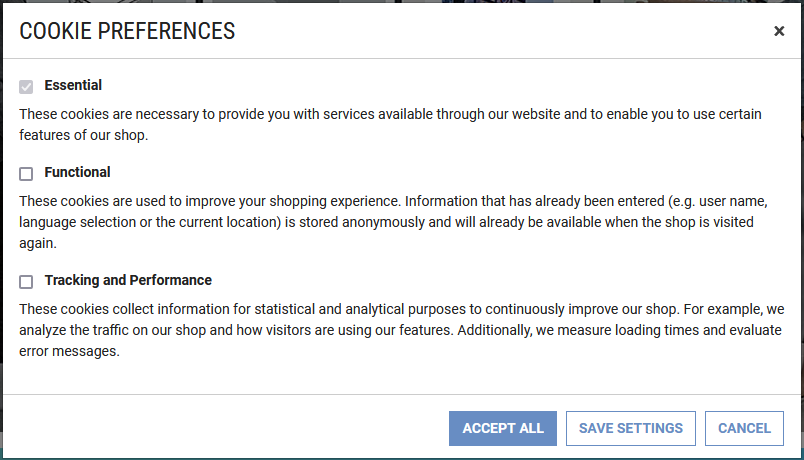 COOKIE PREFERENCES
Essential
These cookies are necessary to provide you with services available through our website and to enable you to use certain
features of our shop.
Functional
These cookies are used to improve your shopping experience. Information that has already been entered (e.g. user name,
language selection or the current location) is stored anonymously and will already be available when the shop is visited
again.
Tracking and Performance
These cookies collect information for statistical and analytical purposes to continuously improve our shop. For example, we
analyze the traffic on our shop and how visitors are using our features. Additionally, we measure loading times and evaluate
error messages.
ACCEPT ALL SAVE SETTINGS CANCEL